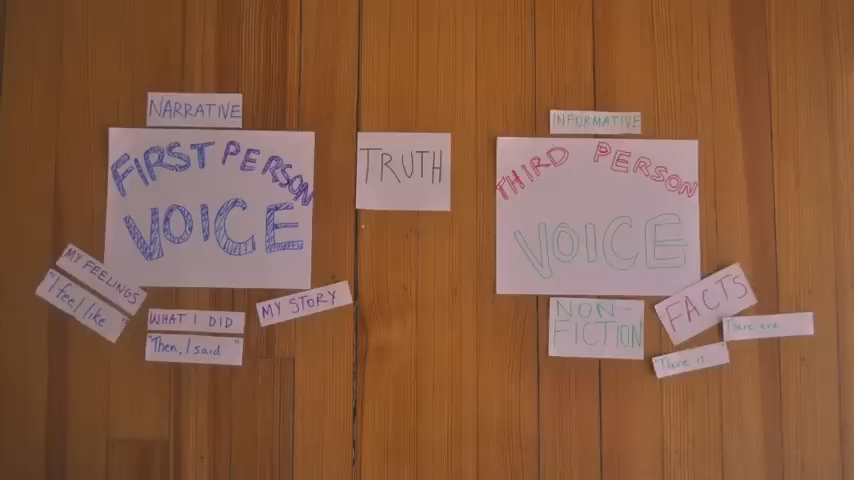 NARRATIVE
FIRST PERSON
VOICE
MY FEELINGS
"I feel like "
WHAT I DID
"Then, I said "
MY STORY
TRUTH
INFORMATIVE
THIRD PERSON
VOICE
NON-
FICTION
FACTS
"There are "
"There is "